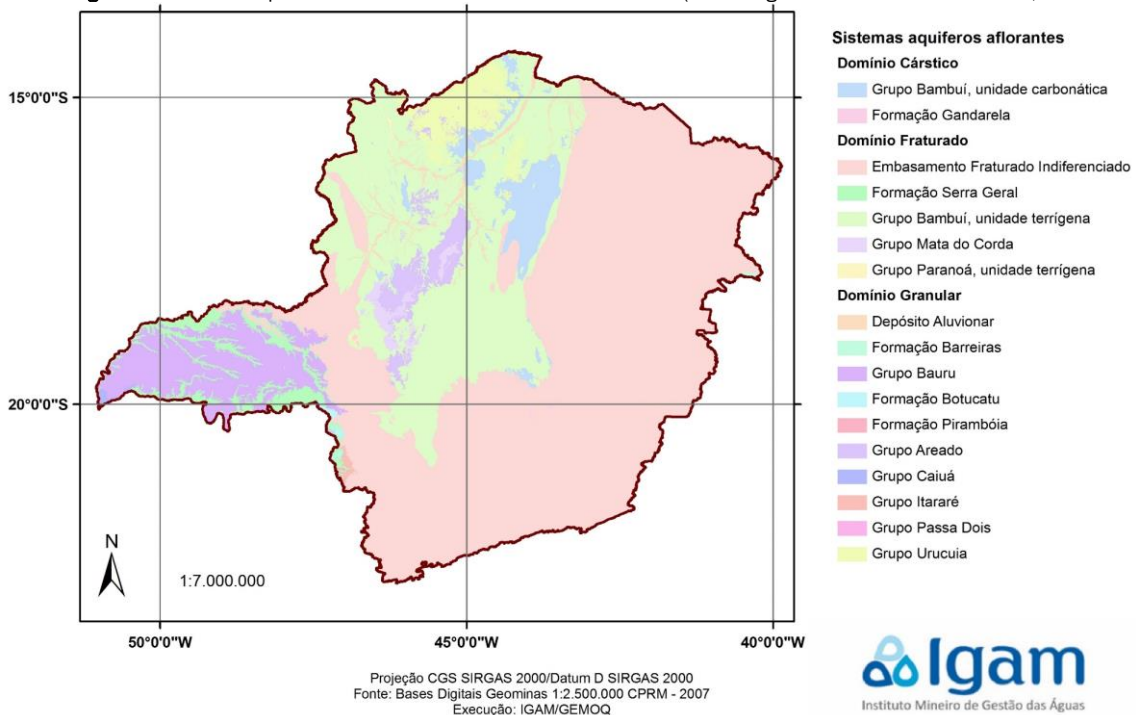 Sistemas aquiferos aflorantes
Domínio Cárstico
Grupo Bambuí, unidade carbonática
Formação Gandarela
Domínio Fraturado
Embasamento Fraturado Indiferenciado
Formação Serra Geral
Grupo Bambuí, unidade terrígena
Grupo Mata do Corda
Grupo Paranoá, unidade terrígena
Domínio Granular
Depósito Aluvionar
Formação Barreiras
Grupo Bauru
Formação Botucatu
Formação Pirambóia
Grupo Areado
Grupo Caiuá
Grupo Itararé
Grupo Passa Dois
Grupo Urucuia
15°0'0"S
20°0'0"S
N
1:7.000.000
50°0'0"W
45°0'0"W
40°0'0"W
Projeção CGS SIRGAS 2000/Datum D SIRGAS 2000
Fonte: Bases Digitais Geominas 1:2.500.000 CPRM - 2007
Execução: IGAM/GEMOQ
Igam
Instituto Mineiro de Gestão das Águas